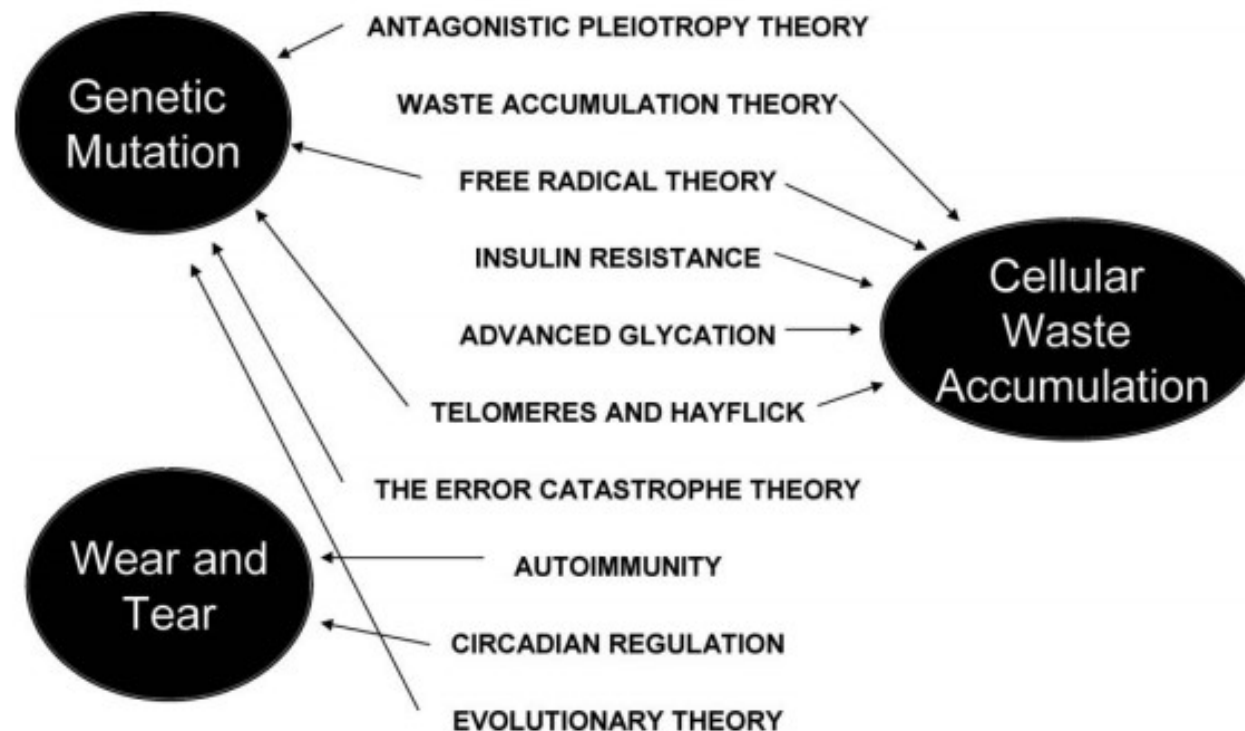 ANTAGONISTIC PLEIOTROPY THEORY
Genetic
Mutation
WASTE ACCUMULATION THEORY
FREE RADICAL THEORY
INSULIN RESISTANCE
Cellular
Waste
Accumulation
ADVANCED GLYCATION
TELOMERES AND HAYFLICK
THE ERROR CATASTROPHE THEORY
Wear and
Tear
AUTOIMMUNITY
CIRCADIAN REGULATION
EVOLUTIONARY THEORY